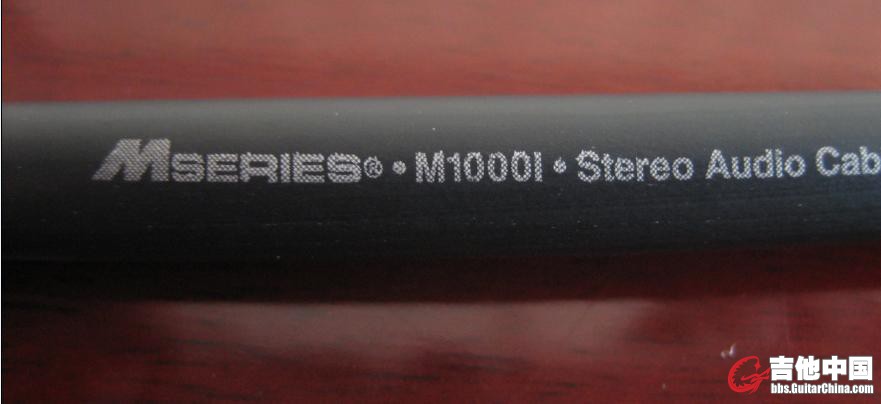 MSERIES® • M1000I • Stereo Audio Cab
吉他中国
bbs.GuitarChina.com